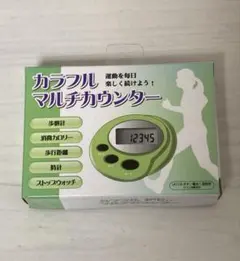 カラフル
マルチカウンター
運動を毎日
楽しく続けよう!
歩数計
消費カロリー
歩行距離
時計
ストップウォッチ
12345